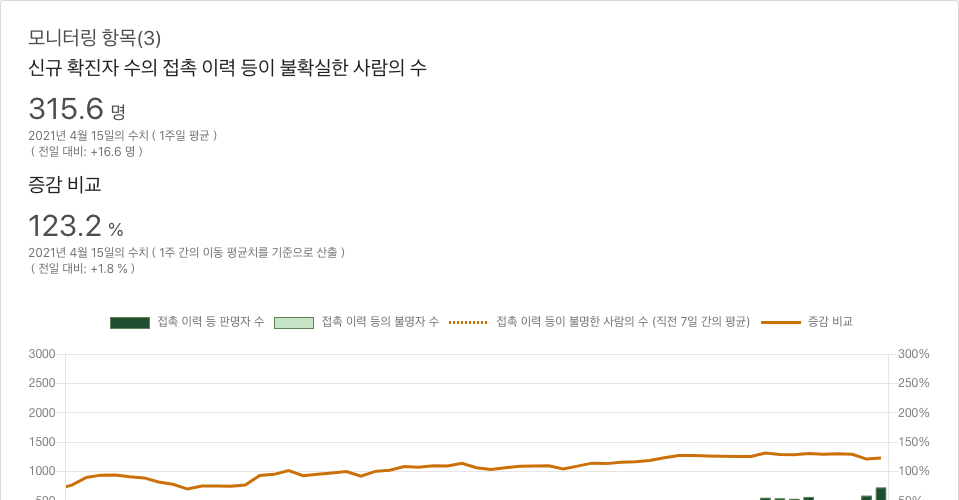 모니터링 항목(3)
신규 확진자 수의 접촉 이력 등이 불확실한 사람의 수
315.6 명
2021년 4월 15일의 수치 ( 1주일 평균 )
( 전일 대비: +16.6 명 )
증감 비교
123.2 %
2021년 4월 15일의 수치 ( 1주 간의 이동 평균치를 기준으로 산출 )
( 전일 대비: +1.8 % )
접촉 이력 등 판명자 수 접촉 이력 등의 불명자 수 접촉 이력 등이 불명한 사람의 수 (직전 7일 간의 평균) 증감 비교
3000 300%
2500 250%
2000 200%
1500 150%
1000 100%
500 50%